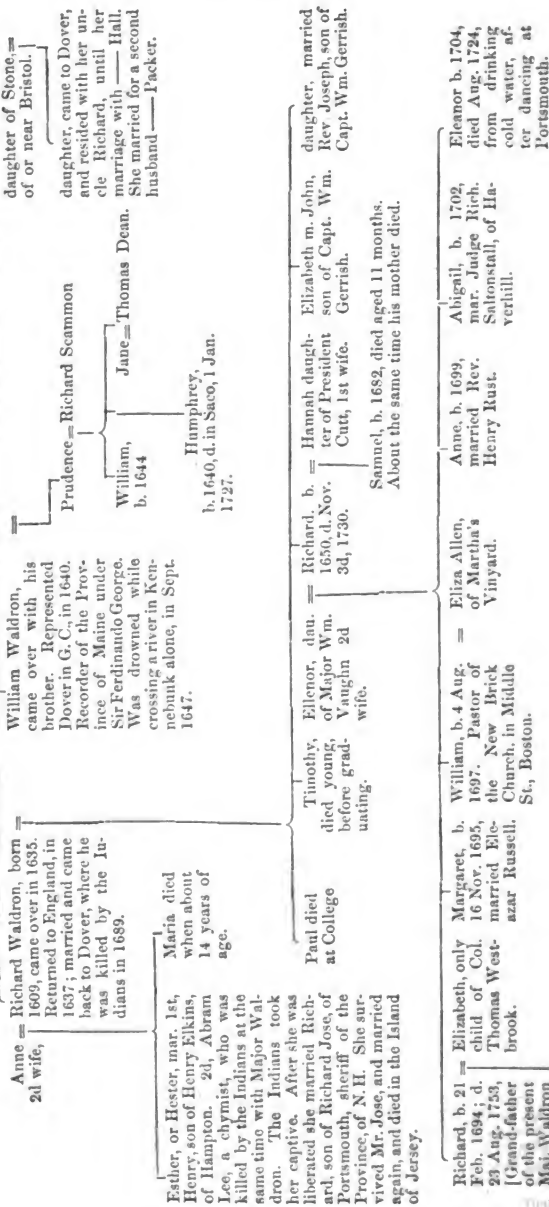 daughter of Stone,=
of or near Bristol.]
daughter, came to Dover,
and resided with her un-
cle Richard, until her
marriage with —— Hall.
She married for a second
husband —— Packer.
William Waldron,
came over with his
brother. Represented
Dover in G. C., in 1640.
Recorder of the Prov-
ince of Maine under
Sir Ferdinando George.
Was drowned while
crossing a river in Ken-
nebunk alone, in Sept.
1647.
=
Prudence = Richard Scammon
William,
b. 1644
Jane = Thomas Dean.
Humphrey,
b. 1640, d. in Saco, 1 Jan.
1727.
Anne =
2d wife,
Richard Waldron, born =
1609, came over in 1635.
Returned to England, in
1637; married and came
back to Dover, where he
was killed by the In-
dians in 1689.
Esther, or Hester, mar. 1st,
Henry, son of Henry Elkins,
of Hampton. 2d, Abram
Lee, a chymist, who was
killed by the Indians at the
same time with Major Wal-
dron. The Indians took
her captive. After she was
liberated she married Rich-
ard, son of Richard Jose, of
Portsmouth, sheriff of the
Province, of N. H. She sur-
vived Mr. Jose, and married
again, and died in the Island
of Jersey.
Maria died
when about
14 years of
age.
Paul died
at College
Timothy,
died young,
before grad-
uating.
Ellenor, dau. =
of Major Wm.
Vaughn 2d
wife.
Richard, b. =
1650, d. Nov.
3d, 1730.
Hannah daugh-
ter of President
Cutt, 1st wife.
Elizabeth m. John,
son of Capt. Wm.
Gerrish.
daughter, married
Rev. Joseph, son of
Capt. Wm. Gerrish.
Samuel, b. 1682, died aged 11 months.
About the same time his mother died.
Richard, b. 21 =
Feb. 1694; d.
23 Aug. 1753,
[Grand-father
of the present
Maj. Waldron
Elizabeth, only
child of Col.
Thomas West-
brook.
Margaret, b.
16 Nov. 1695,
married Ele-
azar Russell.
William, b. 4 Aug. =
1697. Pastor of
the New Brick
Church, in Middle
St., Boston.
Eliza Allen,
of Martha's
Vinyard.
Anne, b. 1699,
married Rev.
Henry Rust.
Abigail, b. 1702,
mar. Judge Rich.
Saltonstall, of Ha-
verhill.
Eleanor b. 1704,
died Aug. 1724,
from drinking
cold water, af-
ter dancing at
Portsmouth.